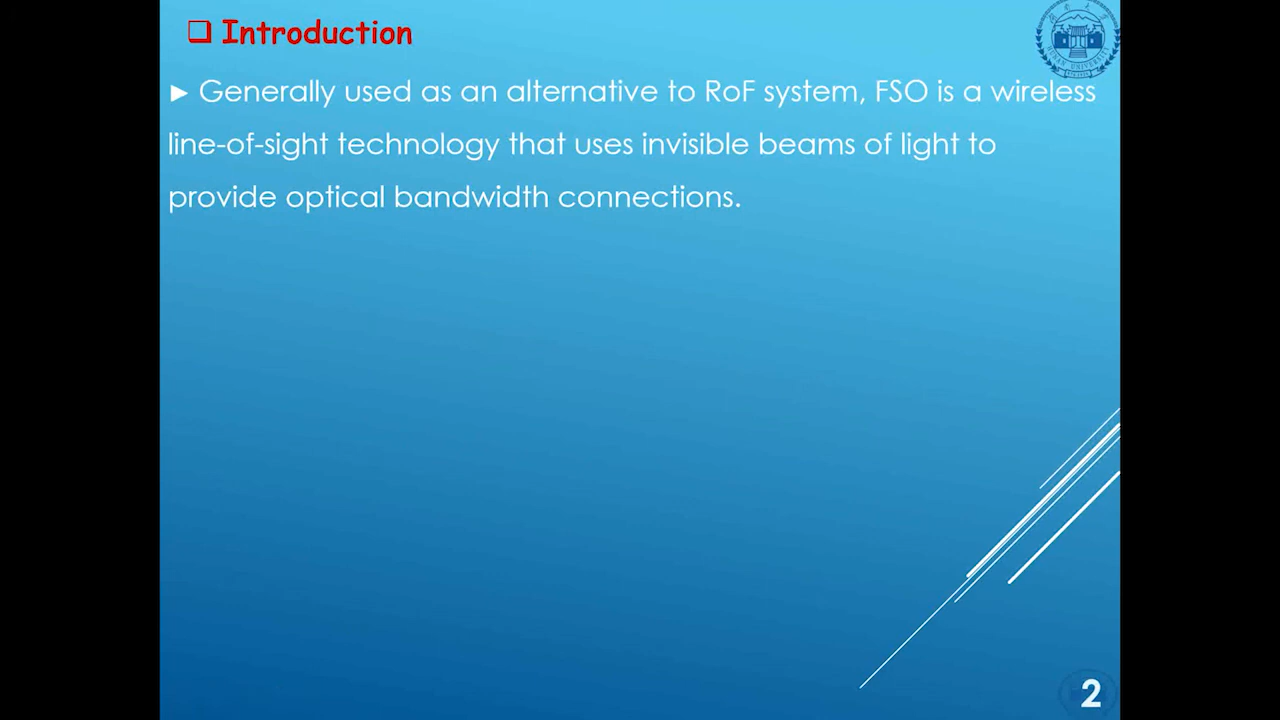 ❑ Introduction
► Generally used as an alternative to RoF system, FSO is a wireless
line-of-sight technology that uses invisible beams of light to
provide optical bandwidth connections.
2